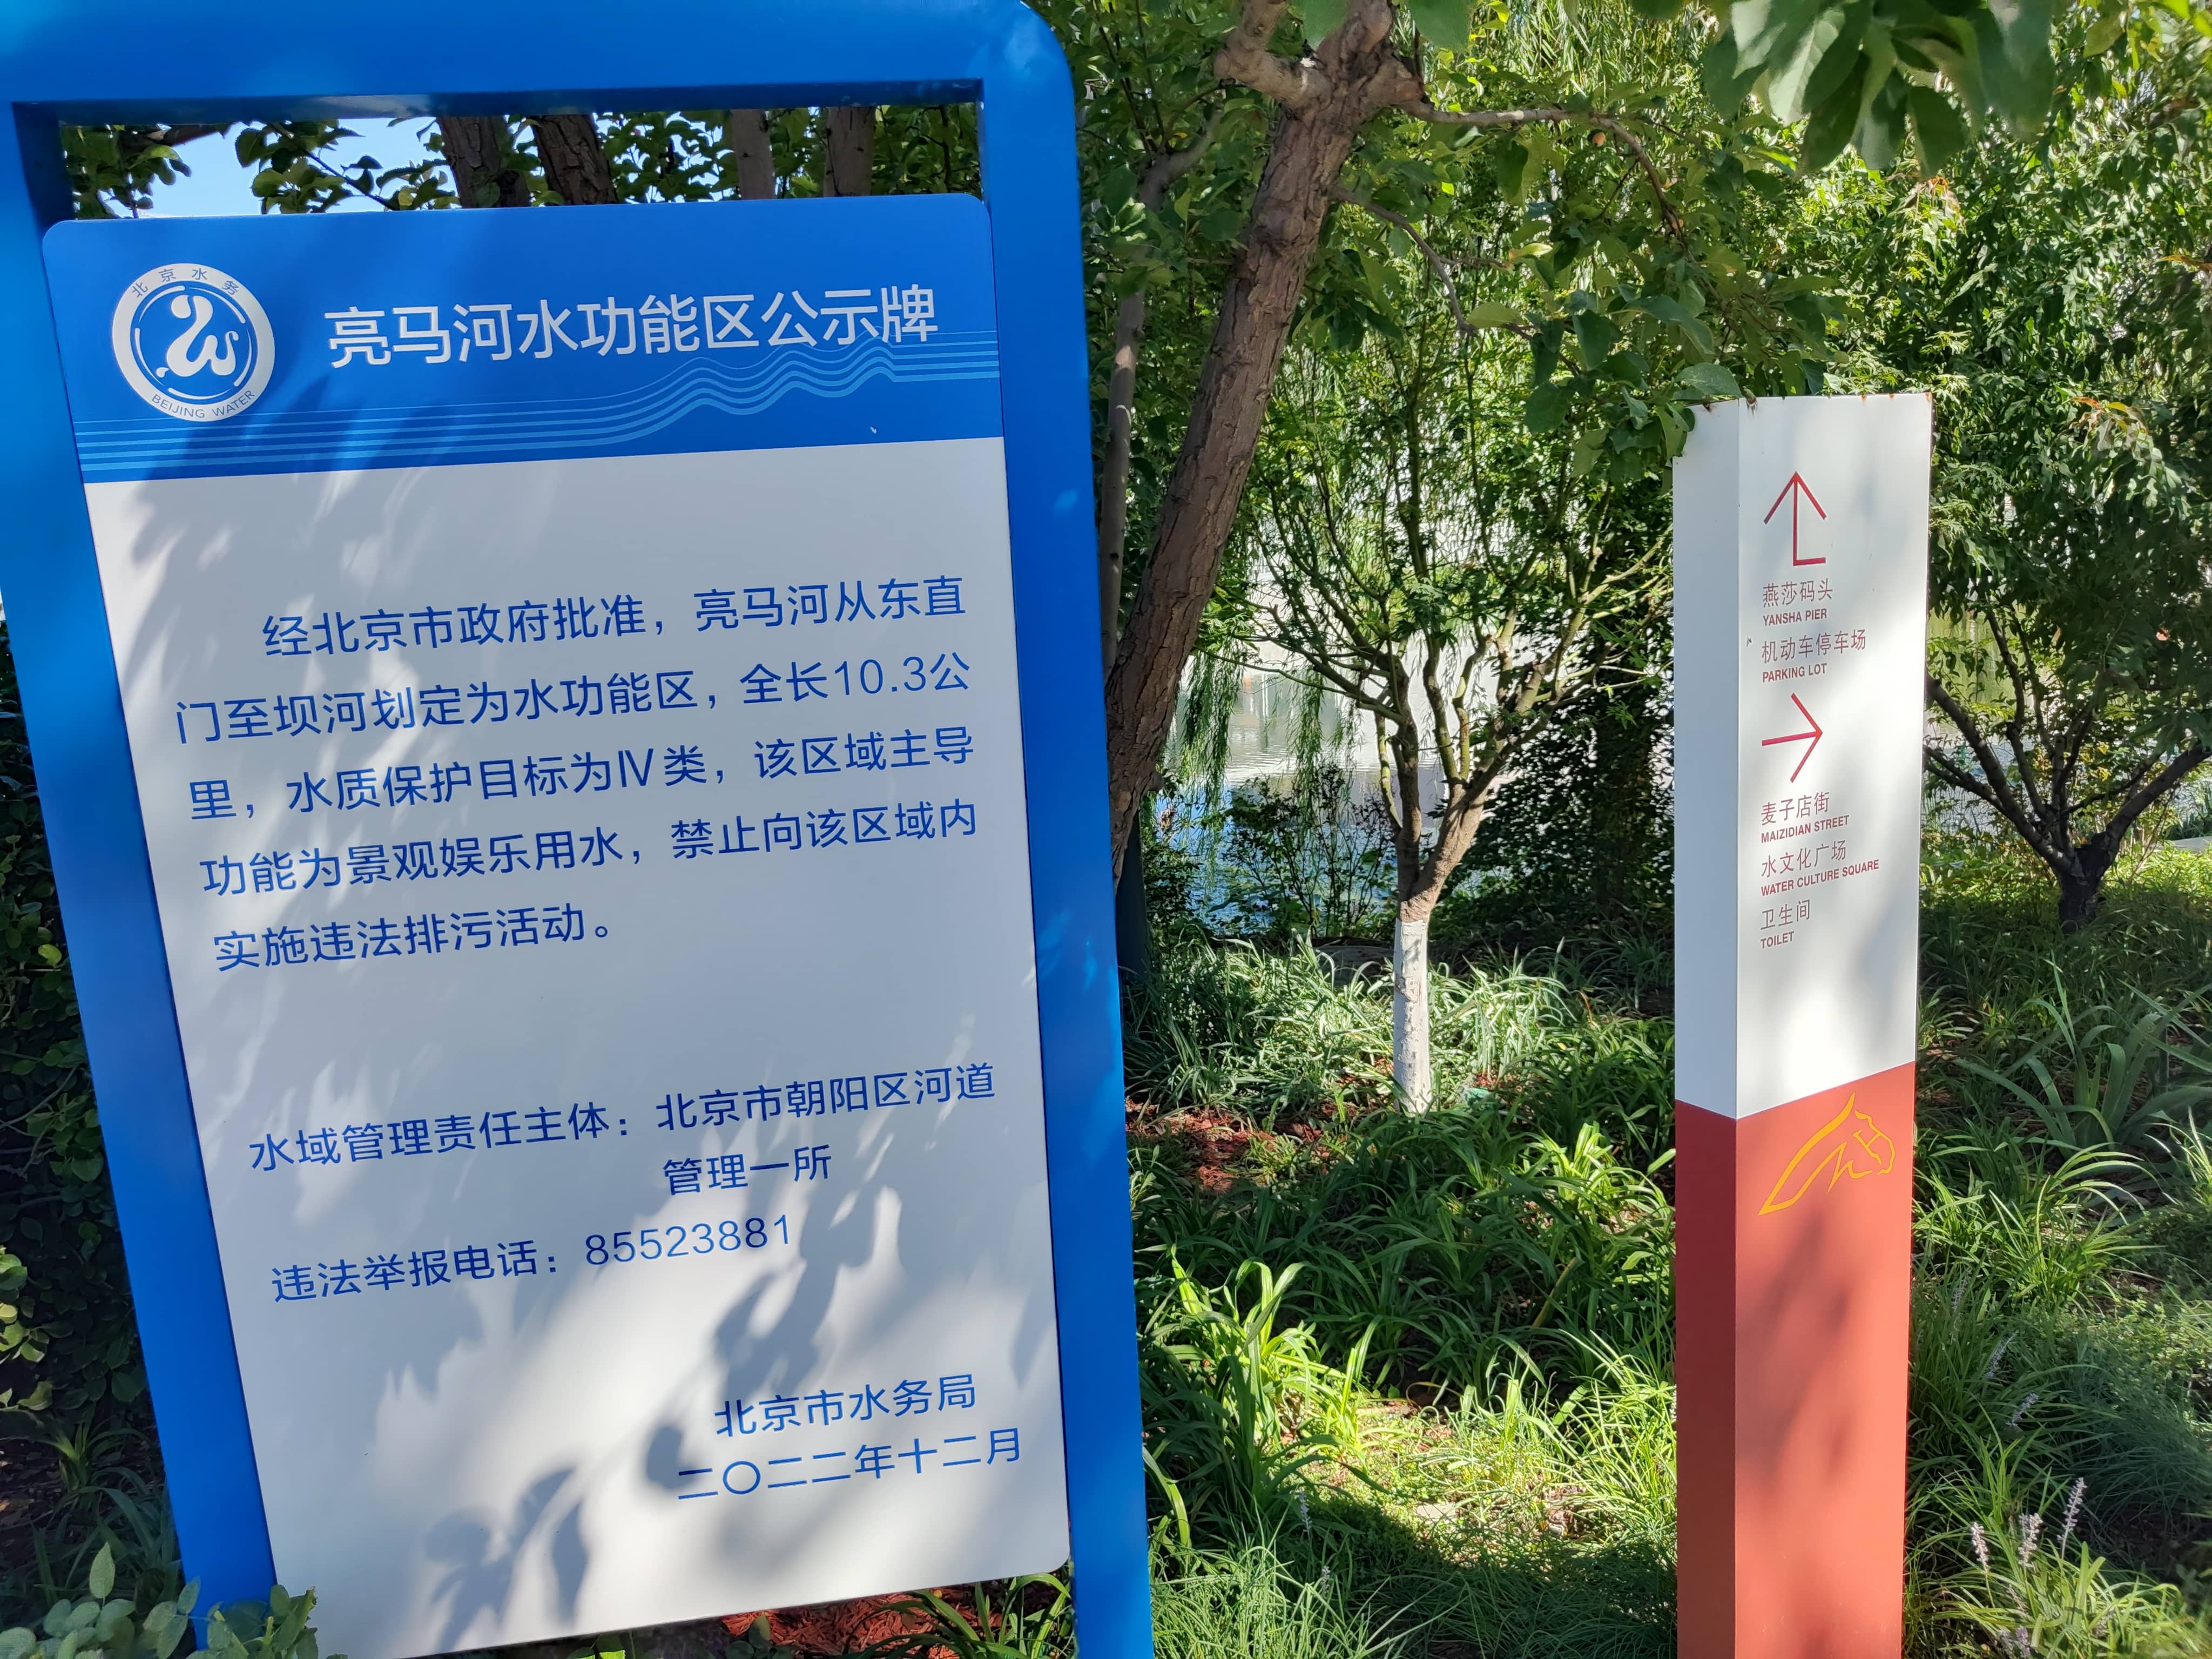 北京水务
BEIJING WATER
亮马河水功能区公示牌
经北京市政府批准，亮马河从东直
门至坝河划定为水功能区，全长10.3公
里，水质保护目标为Ⅳ类，该区域主导
功能为景观娱乐用水，禁止向该区域内
实施违法排污活动。
水域管理责任主体：北京市朝阳区河道
管理一所
违法举报电话：85523881
北京市水务局
二〇二二年十二月
燕莎码头
YANSHA PIER
机动车停车场
PARKING LOT
麦子店街
MAIZIDIAN STREET
水文化广场
WATER CULTURE SQUARE
卫生间
TOILET